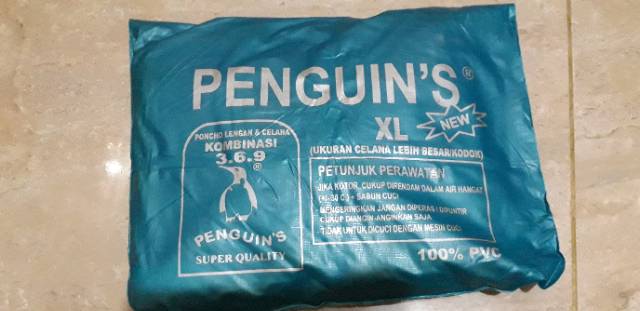 PENGUIN'S®
XL NEW
(UKURAN CELANA LEBIH BESAR/KODOK)
PONCHO LENGAN & CELANA
KOMBINASI
3.6.9
®
PENGUIN'S
SUPER QUALITY
PETUNJUK PERAWATAN
JIKA KOTOR, CUKUP DIRENDAM DALAM AIR HANGAT
SABUN CUCI
MENGERINGKAN JANGAN DIPERAS / DIPUNTIR
CUKUP DIANGIN-ANGINKAN SAJA
TIDAK UNTUK DICUCI DENGAN MESIN CUCI
100% PVC